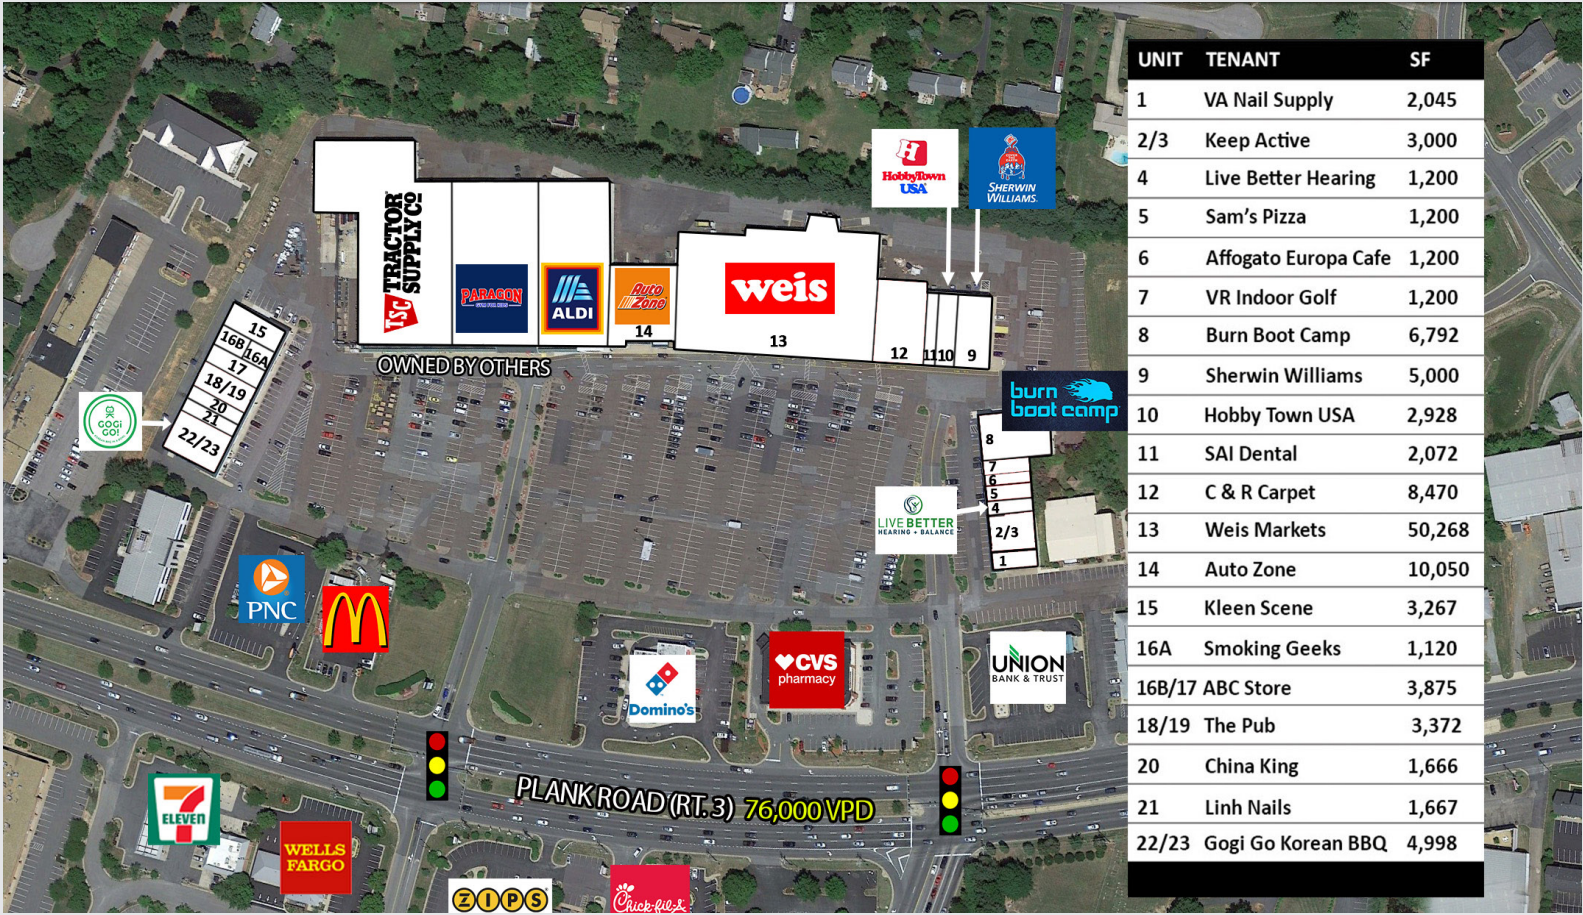 UNIT TENANT SF
1 VA Nail Supply 2,045
2/3 Keep Active 3,000
4 Live Better Hearing 1,200
5 Sam's Pizza 1,200
6 Affogato Europa Cafe 1,200
7 VR Indoor Golf 1,200
8 Burn Boot Camp 6,792
9 Sherwin Williams 5,000
10 Hobby Town USA 2,928
11 SAI Dental 2,072
12 C & R Carpet 8,470
13 Weis Markets 50,268
14 Auto Zone 10,050
15 Kleen Scene 3,267
16A Smoking Geeks 1,120
16B/17 ABC Store 3,875
18/19 The Pub 3,372
20 China King 1,666
21 Linh Nails 1,667
22/23 Gogi Go Korean BBQ 4,998
H
HobbyTown
USA
SHERWIN
WILLIAMS
TSC TRACTOR
SUPPLY CO
PARAGON
ALDI
AutoZone
14
weis
13
12
11
10
9
OWNED BY OTHERS
15
16B
16A
17
18/19
20
21
22/23
GOGi
GO!
burn
boot camp
8
7
6
5
4
2/3
1
LIVE BETTER
HEARING + BALANCE
PNC
M
Domino's
CVS
pharmacy
UNION
BANK & TRUST
PLANK ROAD (RT. 3) 76,000 VPD
7
ELEVEN
WELLS
FARGO
ZIPS
Chick-fil-A